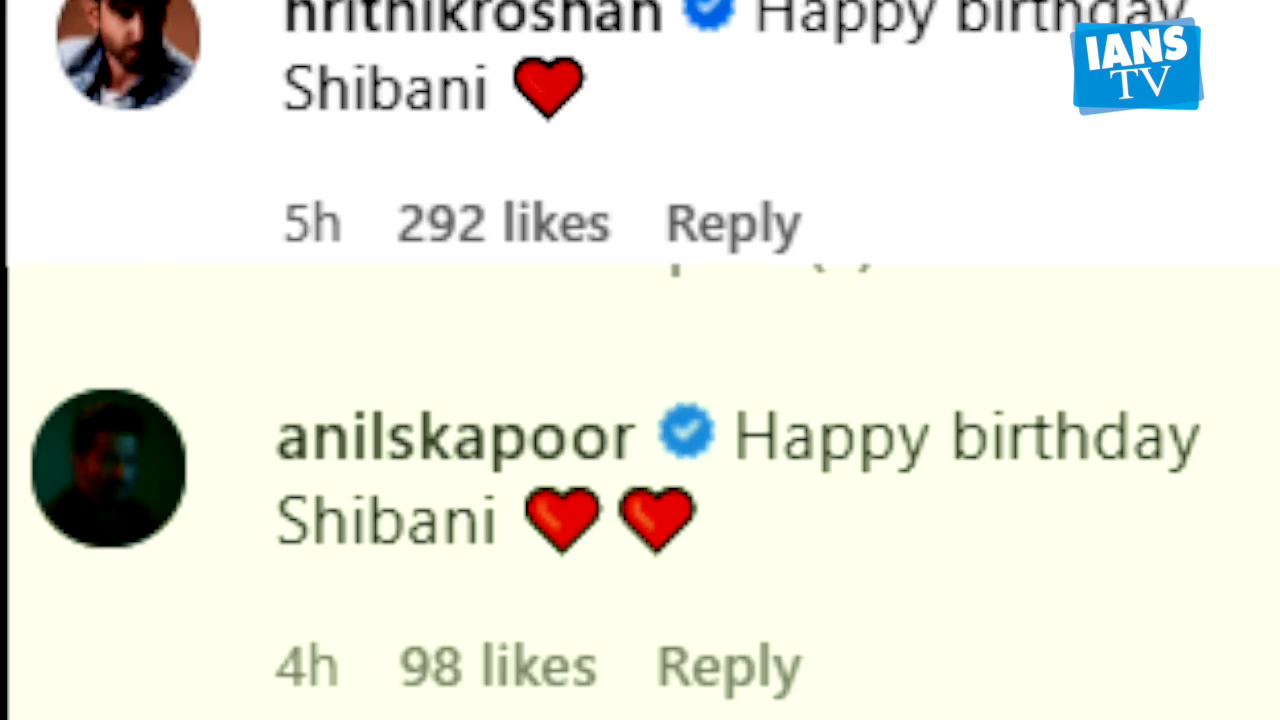 hrithikroshan Happy birthday
IANS
TV
Shibani ❤️
5h 292 likes Reply
anilskapoor Happy birthday
Shibani ❤️❤️
4h 98 likes Reply